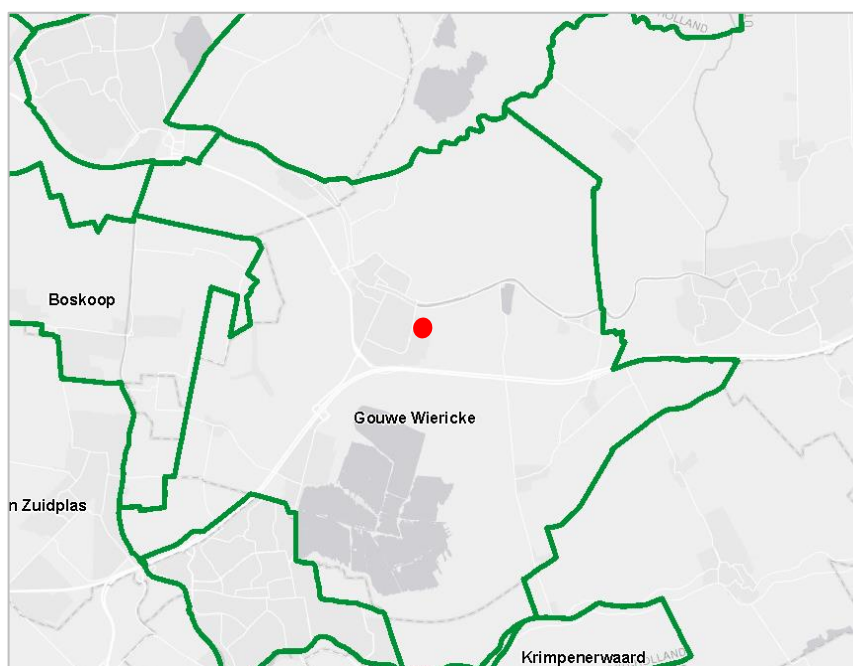 HOLLAND
Boskoop
Gouwe Wiericke
n Zuidplas
Krimpenerwaard
HOLLAND